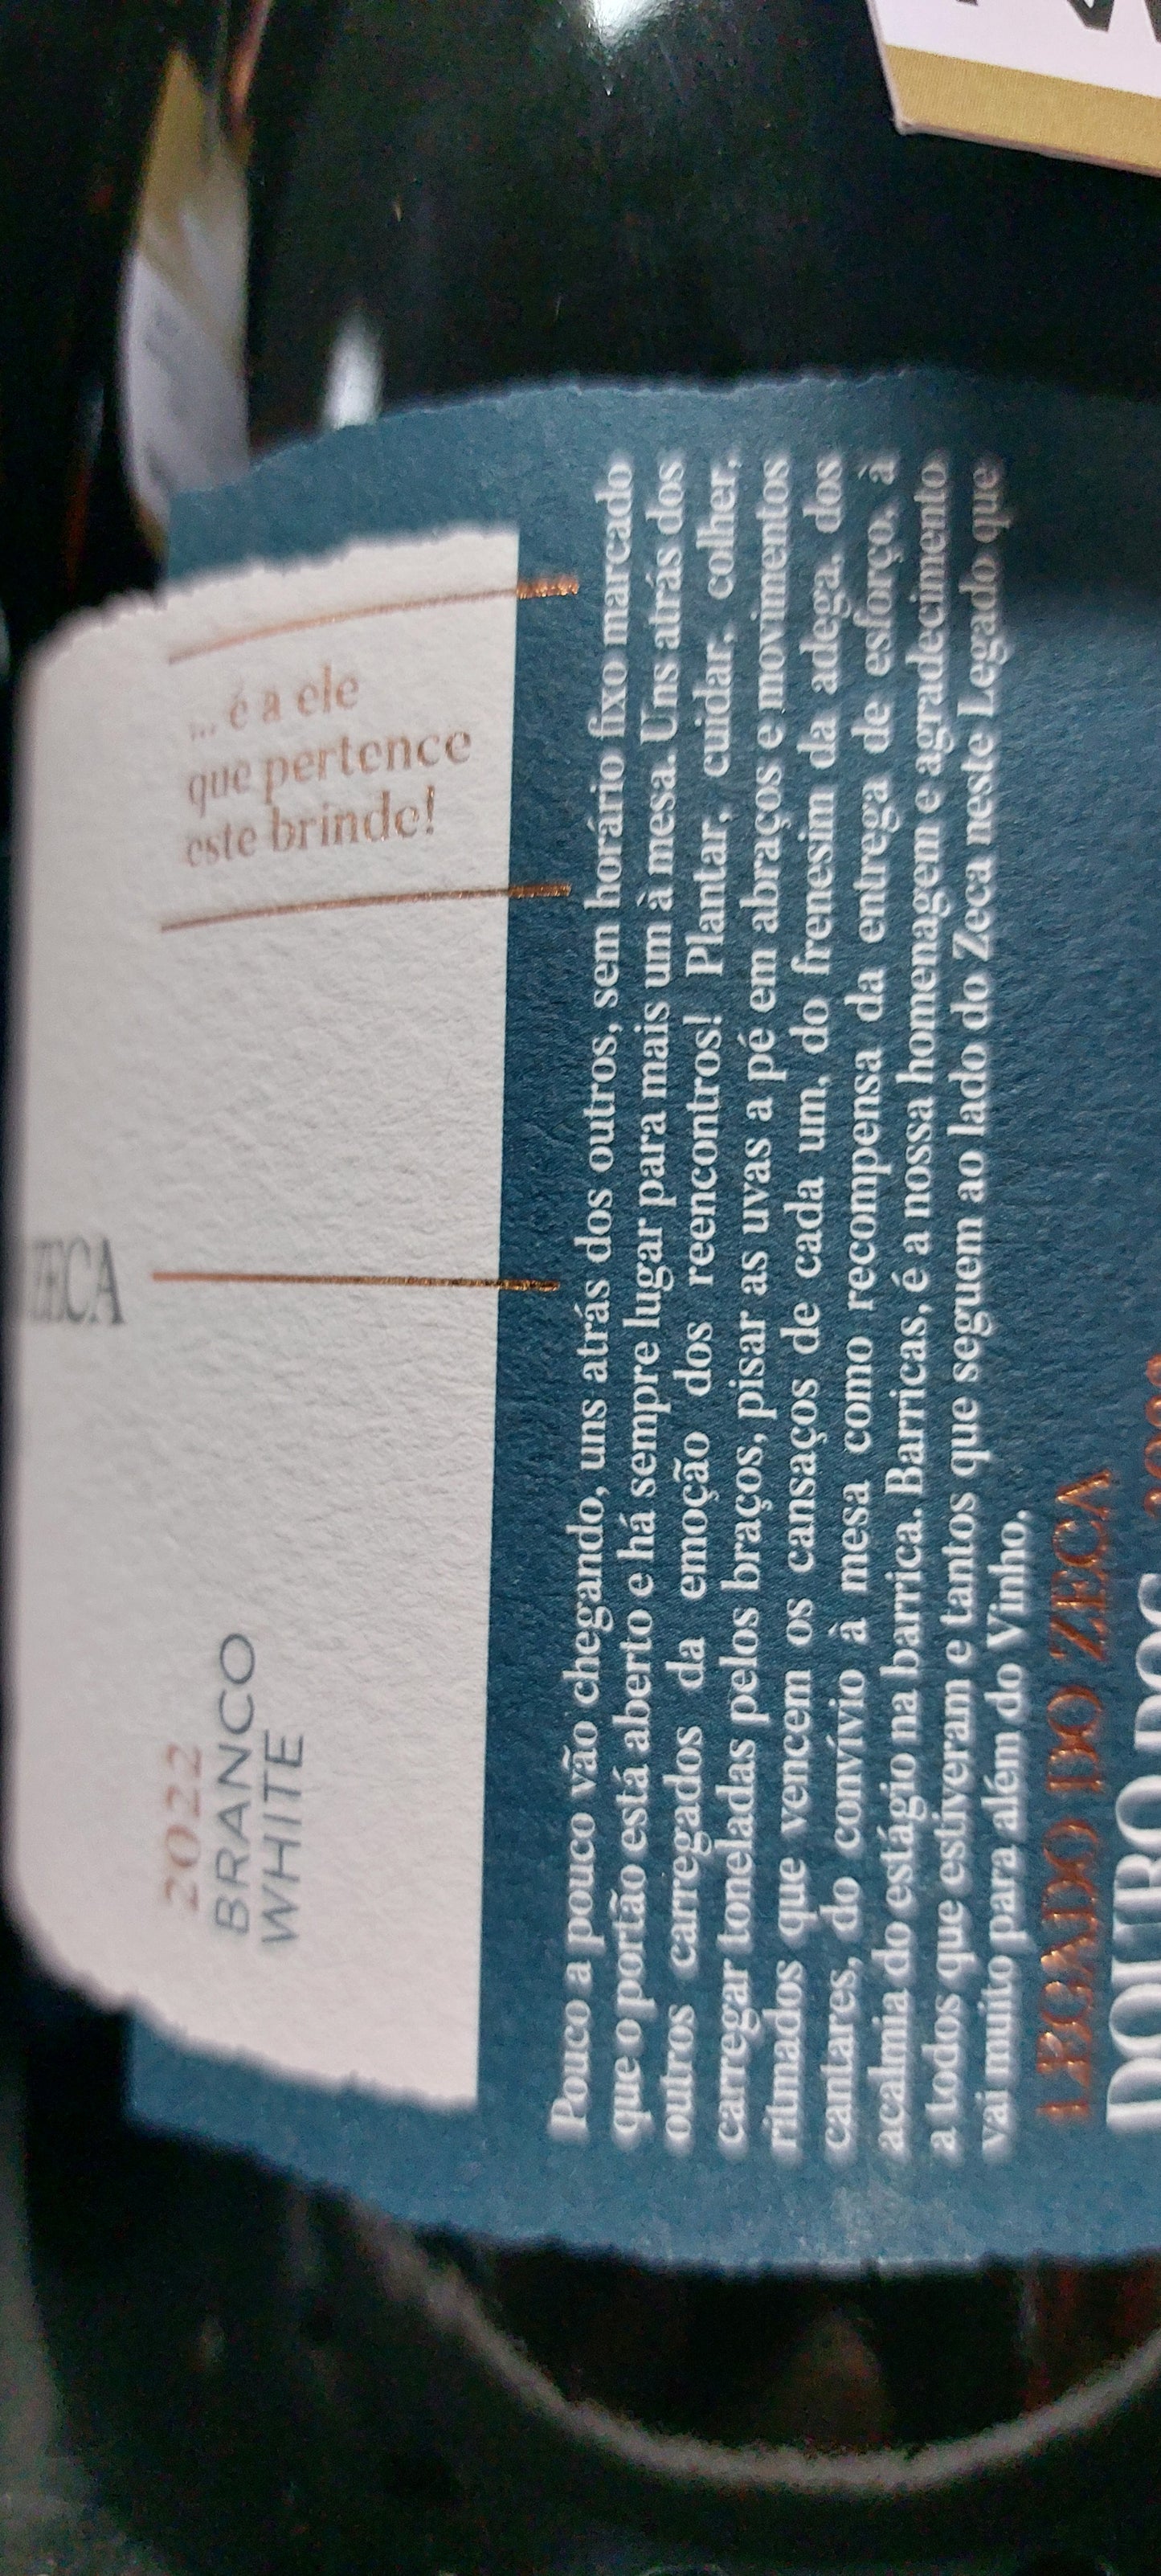 ... é a ele
que pertence
este brinde!
ZECA
2022
BRANCO
WHITE
Pouco a pouco vão chegando, uns atrás dos outros, sem horário fixo marcado
que o portão está aberto e há sempre lugar para mais um à mesa. Uns atrás dos
outros carregados da emoção dos reencontros! Plantar, cuidar, colher,
carregar toneladas pelos braços, pisar as uvas a pé em abraços e movimentos
ritmados que vencem os cansaços de cada um, do frenesim da adega, dos
cantares, do convívio à mesa como recompensa da entrega de esforço, à
acalmia do estágio na barrica. Barricas, é a nossa homenagem e agradecimento
a todos que estiveram e tantos que seguem ao lado do Zeca neste Legado que
vai muito para além do Vinho.
LEGADO DO ZECA
DOURO DOC